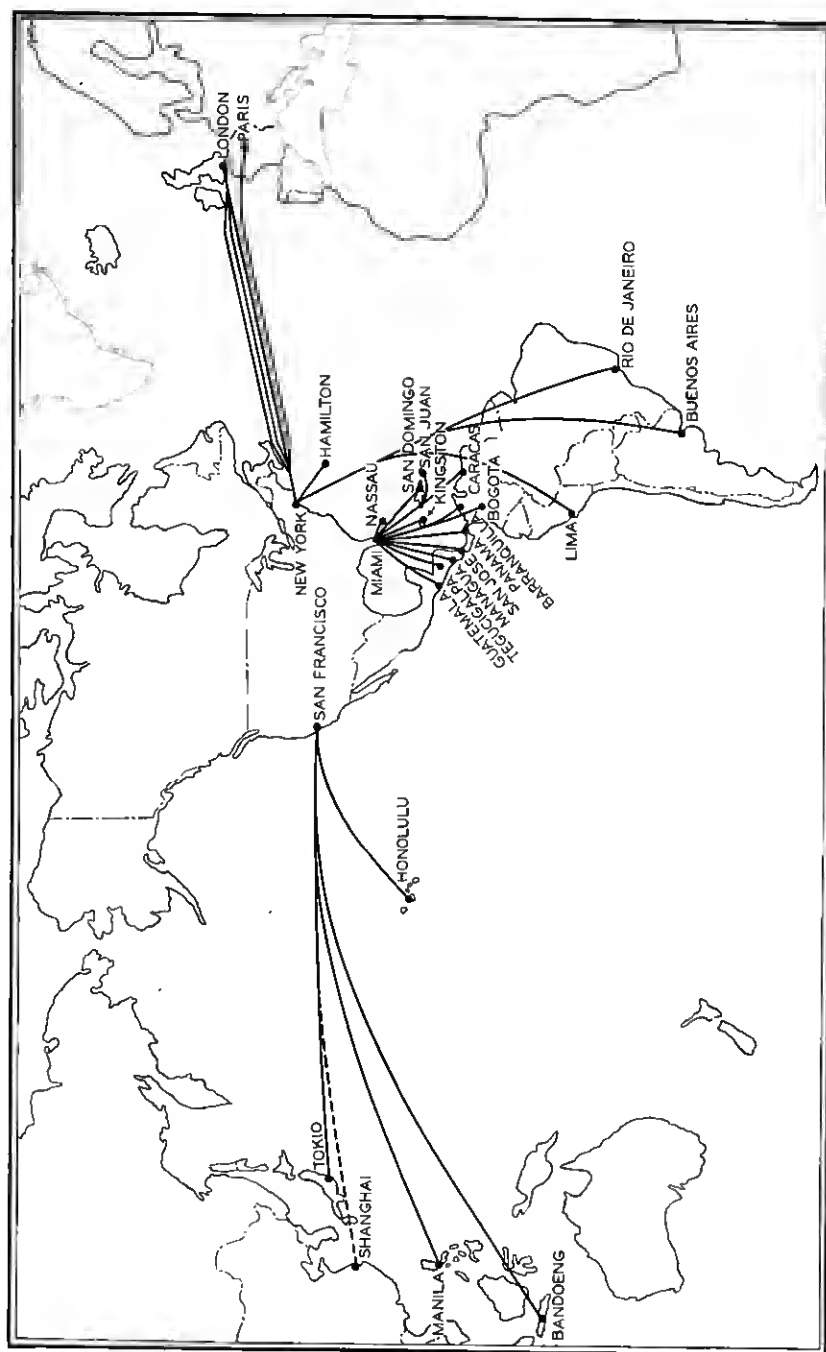 LONDON
PARIS
NEW YORK
HAMILTON
SAN FRANCISCO
MIAMI
NASSAU
SAN DOMINGO
SAN JUAN
KINGSTON
CARACAS
BOGOTA
GUATEMALA
TEGUCIGALPA
MANAGUA
SAN JOSE
PANAMA
BARRANQUILLA
LIMA
RIO DE JANEIRO
BUENOS AIRES
HONOLULU
TOKIO
SHANGHAI
MANILA
BANDOENG